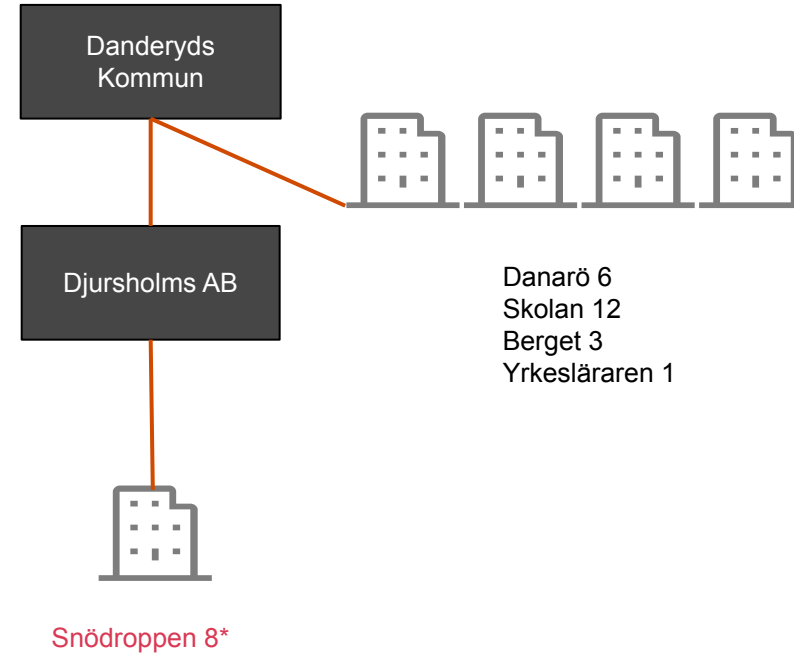 Danderyds
Kommun
Djursholms AB
Danarö 6
Skolan 12
Berget 3
Yrkesläraren 1
Snödroppen 8*